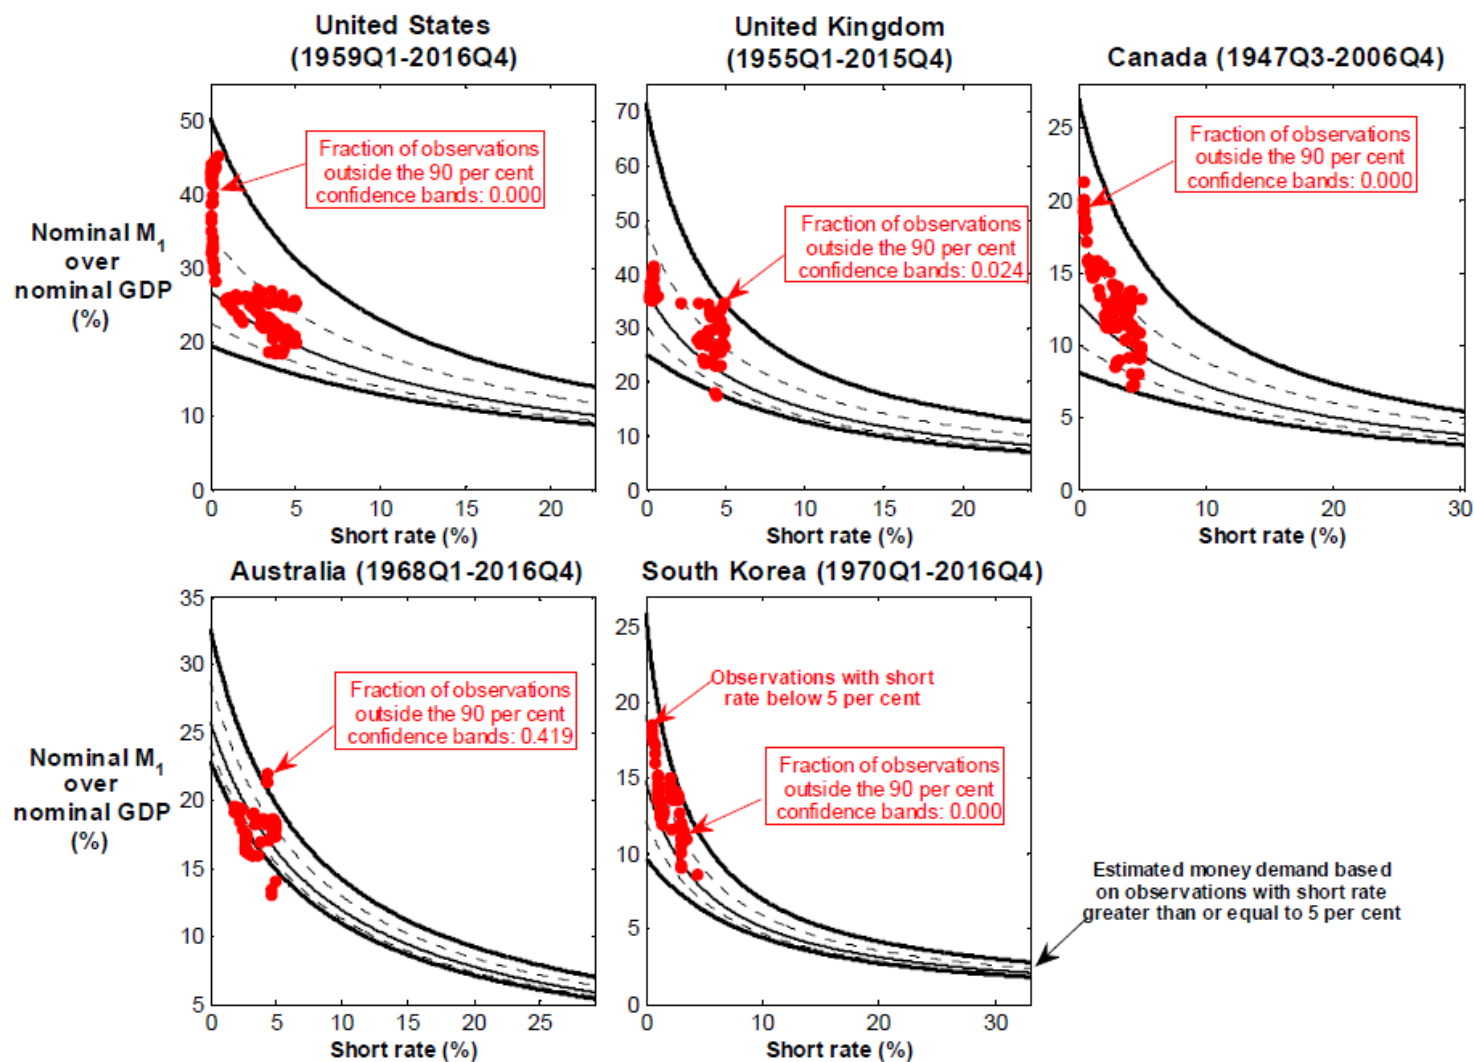 United States
(1959Q1-2016Q4)
United Kingdom
(1955Q1-2015Q4)
Canada (1947Q3-2006Q4)
Nominal M1
over
nominal GDP
(%)
50
40
30
20
10
0
Fraction of observations
outside the 90 per cent
confidence bands: 0.000
0 5 10 15 20
Short rate (%)
70
60
50
40
30
20
10
0
Fraction of observations
outside the 90 per cent
confidence bands: 0.024
0 5 10 15 20
Short rate (%)
25
20
15
10
5
0
Fraction of observations
outside the 90 per cent
confidence bands: 0.000
0 10 20 30
Short rate (%)
Australia (1968Q1-2016Q4)
South Korea (1970Q1-2016Q4)
Nominal M1
over
nominal GDP
(%)
35
30
25
20
15
10
5
Fraction of observations
outside the 90 per cent
confidence bands: 0.419
0 5 10 15 20 25
Short rate (%)
25
20
15
10
5
0
Observations with short
rate below 5 per cent
Fraction of observations
outside the 90 per cent
confidence bands: 0.000
0 10 20 30
Short rate (%)
Estimated money demand based
on observations with short rate
greater than or equal to 5 per cent